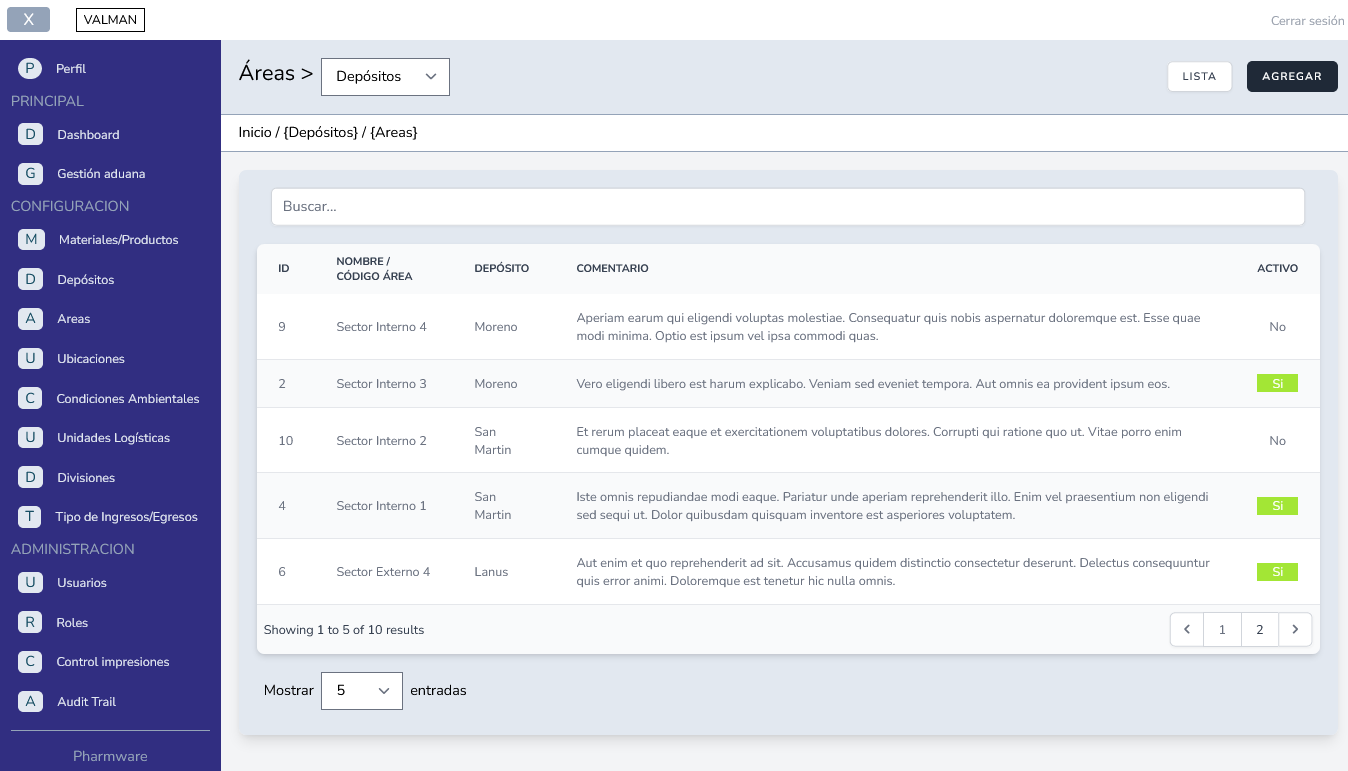 X
VALMAN
Cerrar sesión
P Perfil
PRINCIPAL
D Dashboard
G Gestión aduana
CONFIGURACION
M Materiales/Productos
D Depósitos
A Areas
U Ubicaciones
C Condiciones Ambientales
U Unidades Logísticas
D Divisiones
T Tipo de Ingresos/Egresos
ADMINISTRACION
U Usuarios
R Roles
C Control impresiones
A Audit Trail
Pharmware
Áreas > Depósitos
LISTA
AGREGAR
Inicio / {Depósitos} / {Areas}
Buscar...
ID NOMBRE / CÓDIGO ÁREA DEPÓSITO COMENTARIO ACTIVO
9 Sector Interno 4 Moreno Aperiam earum qui eligendi voluptas molestiae. Consequatur quis nobis aspernatur doloremque est. Esse quae
modi minima. Optio est ipsum vel ipsa commodi quas. No
2 Sector Interno 3 Moreno Vero eligendi libero est harum explicabo. Veniam sed eveniet tempora. Aut omnis ea provident ipsum eos. Si
10 Sector Interno 2 San Martin Et rerum placeat eaque et exercitationem voluptatibus dolores. Corrupti qui ratione quo ut. Vitae porro enim
cumque quidem. No
4 Sector Interno 1 San Martin Iste omnis repudiandae modi eaque. Pariatur unde aperiam reprehenderit illo. Enim vel praesentium non eligendi
sed sequi ut. Dolor quibusdam quisquam inventore est asperiores voluptatem. Si
6 Sector Externo 4 Lanus Aut enim et quo reprehenderit ad sit. Accusamus quidem distinctio consectetur deserunt. Delectus consequuntur
quis error animi. Doloremque est tenetur hic nulla omnis. Si
Showing 1 to 5 of 10 results
1 2
Mostrar 5 entradas